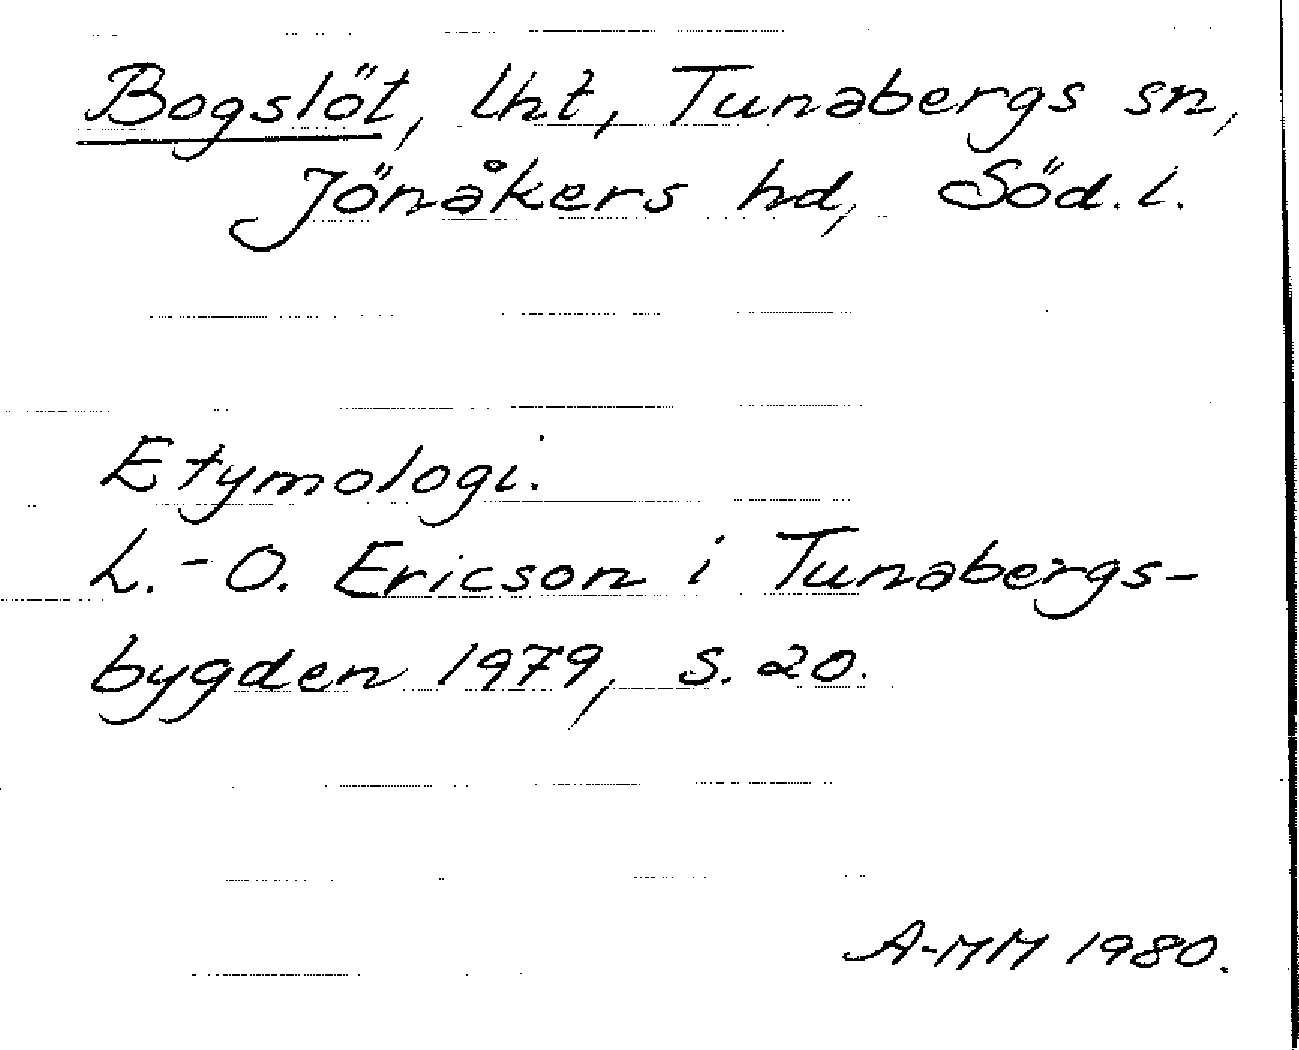 Bogslöt, lht, Tunabergs sn,
Jönåkers hd, Söd.l.
Etymologi.
L.-O. Ericson i Tunabergs-
bygden 1979, s. 20.
A-MM 1980.